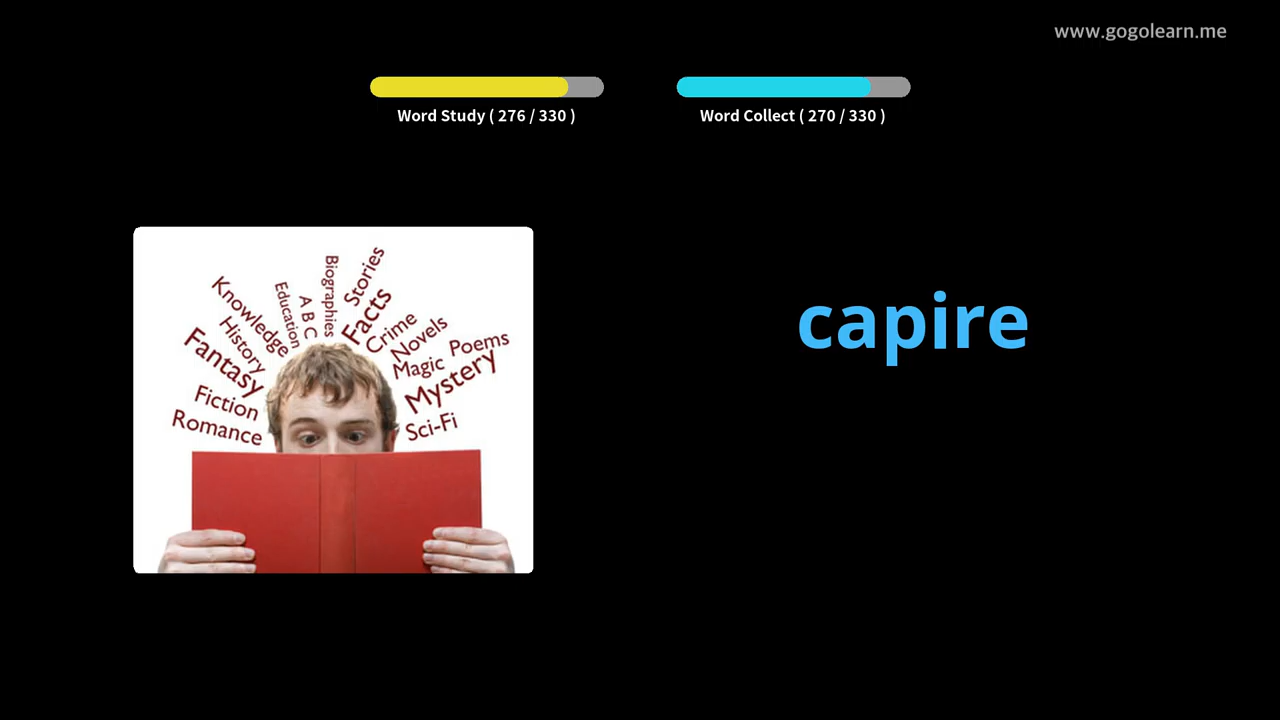 www.gogolearn.me
Word Study ( 276 / 330 )
Word Collect ( 270 / 330 )
capire
Knowledge
History
Fantasy
Fiction
Romance
Education
A B C
Biographies
Stories
Facts
Crime
Novels
Poems
Magic
Mystery
Sci-Fi